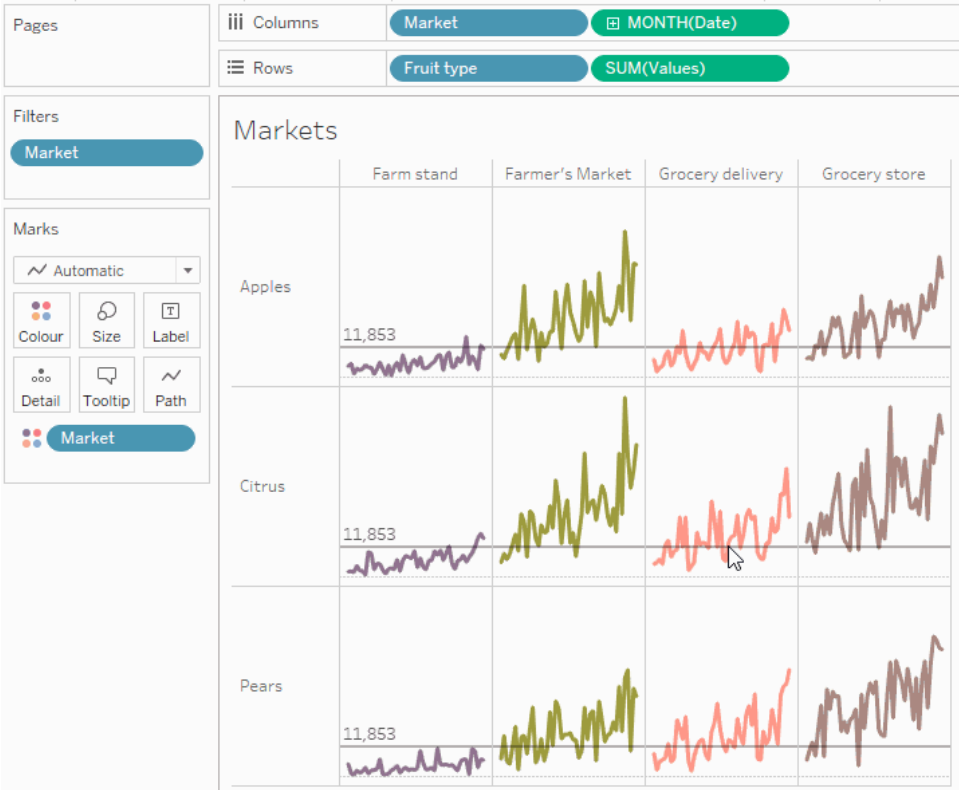 Pages
Columns Market MONTH(Date)
Rows Fruit type SUM(Values)
Filters
Market
Marks
Automatic
Colour Size Label
Detail Tooltip Path
Market
Markets
Farm stand Farmer's Market Grocery delivery Grocery store
Apples
11,853
Citrus
11,853
Pears
11,853